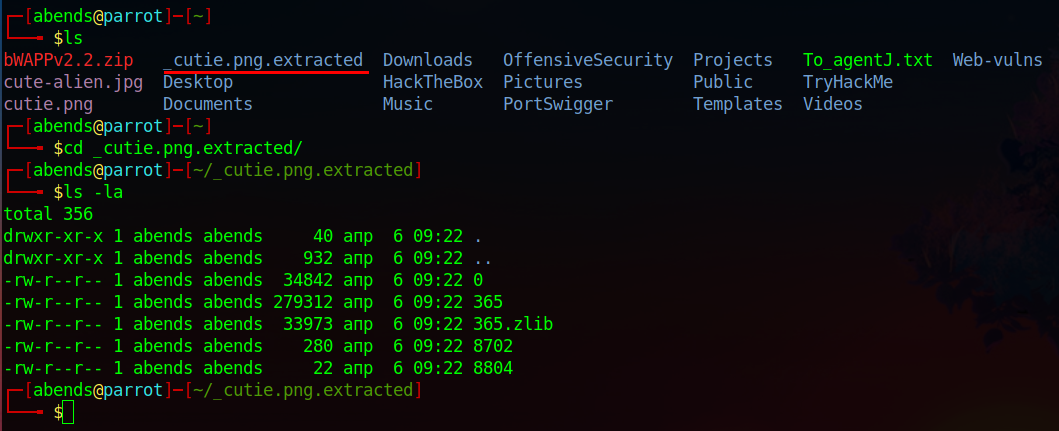 ┌─[abends@parrot]─[~]
└──╼ $ls
bWAPPv2.2.zip   _cutie.png.extracted  Downloads   OffensiveSecurity  Projects   To_agentJ.txt  Web-vulns
cute-alien.jpg  Desktop               HackTheBox  Pictures           Public     TryHackMe
cutie.png       Documents             Music       PortSwigger        Templates  Videos
┌─[abends@parrot]─[~]
└──╼ $cd _cutie.png.extracted/
┌─[abends@parrot]─[~/_cutie.png.extracted]
└──╼ $ls -la
total 356
drwxr-xr-x 1 abends abends     40 апр  6 09:22 .
drwxr-xr-x 1 abends abends    932 апр  6 09:22 ..
-rw-r--r-- 1 abends abends  34842 апр  6 09:22 0
-rw-r--r-- 1 abends abends 279312 апр  6 09:22 365
-rw-r--r-- 1 abends abends  33973 апр  6 09:22 365.zlib
-rw-r--r-- 1 abends abends    280 апр  6 09:22 8702
-rw-r--r-- 1 abends abends     22 апр  6 09:22 8804
┌─[abends@parrot]─[~/_cutie.png.extracted]
└──╼ $